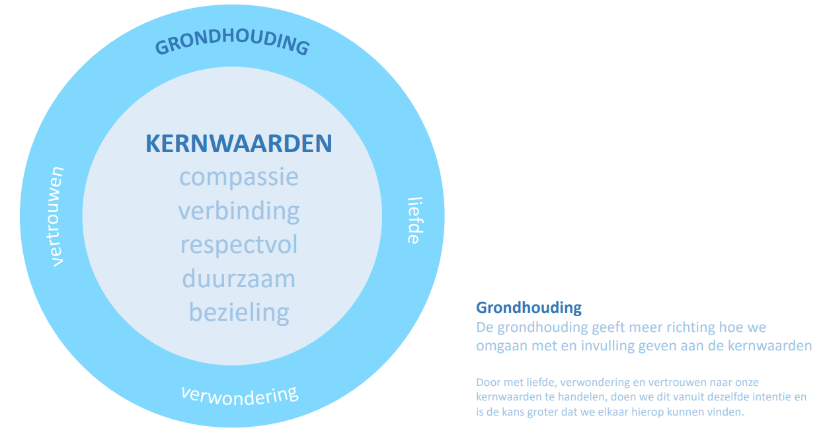 GRONDHOUDING
KERNWAARDEN
compassie
verbinding
respectvol
duurzaam
bezieling
vertrouwen
liefde
verwondering
Grondhouding
De grondhouding geeft meer richting hoe we
omgaan met en invulling geven aan de kernwaarden
Door met liefde, verwondering en vertrouwen naar onze
kernwaarden te handelen, doen we dit vanuit dezelfde intentie en
is de kans groter dat we elkaar hierop kunnen vinden.